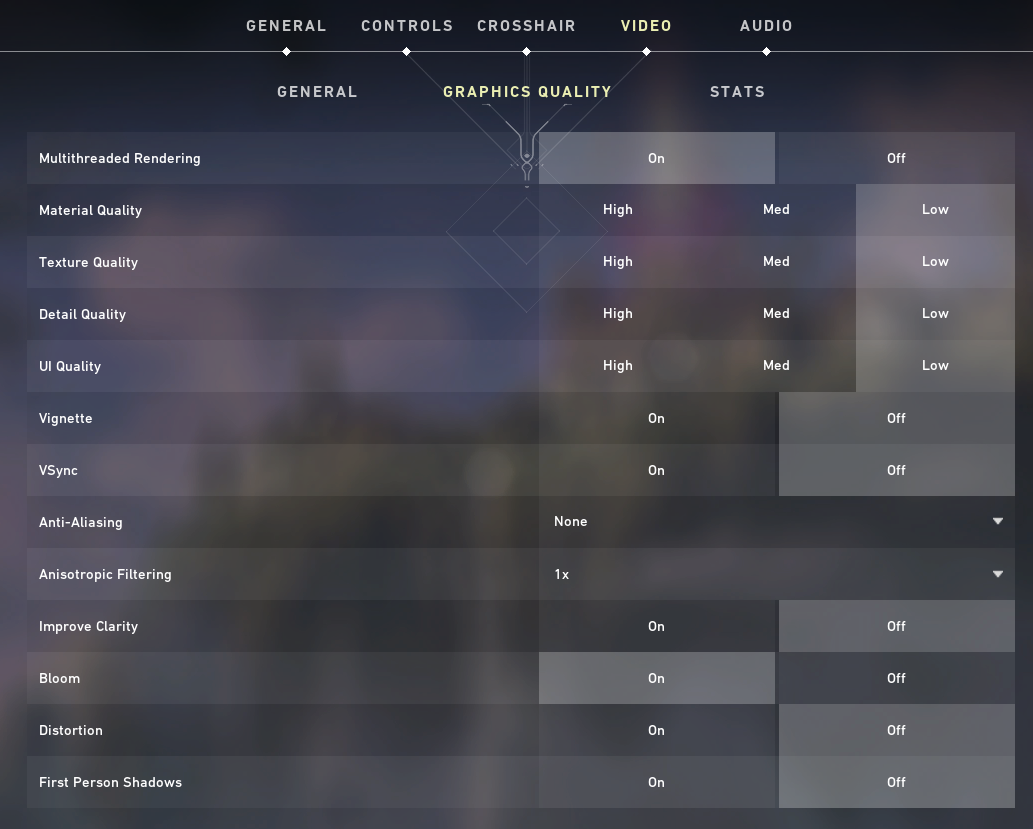 GENERAL CONTROLS CROSSHAIR VIDEO AUDIO
GENERAL GRAPHICS QUALITY STATS
Multithreaded Rendering On Off
Material Quality High Med Low
Texture Quality High Med Low
Detail Quality High Med Low
UI Quality High Med Low
Vignette On Off
VSync On Off
Anti-Aliasing None
Anisotropic Filtering 1x
Improve Clarity On Off
Bloom On Off
Distortion On Off
First Person Shadows On Off